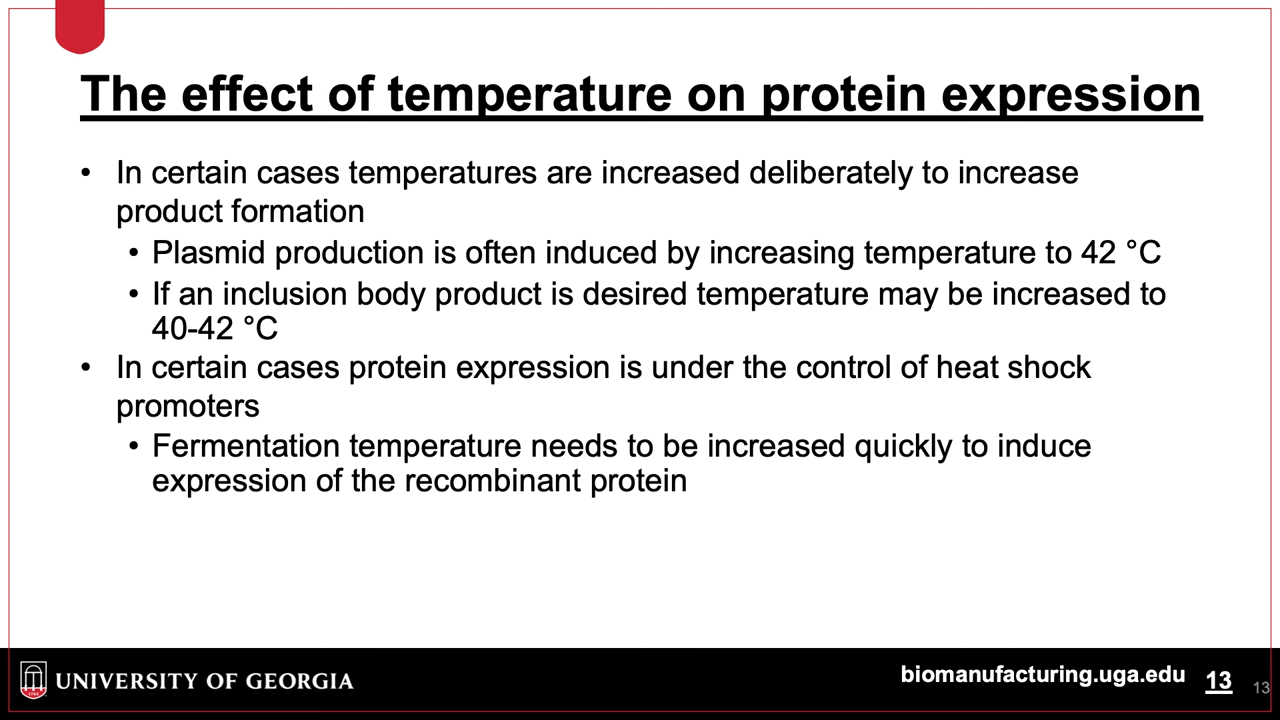 The effect of temperature on protein expression
• In certain cases temperatures are increased deliberately to increase
product formation
• Plasmid production is often induced by increasing temperature to 42 °C
• If an inclusion body product is desired temperature may be increased to
40-42 °C
• In certain cases protein expression is under the control of heat shock
promoters
• Fermentation temperature needs to be increased quickly to induce
expression of the recombinant protein
1785
UNIVERSITY OF GEORGIA
biomanufacturing.uga.edu
13
13